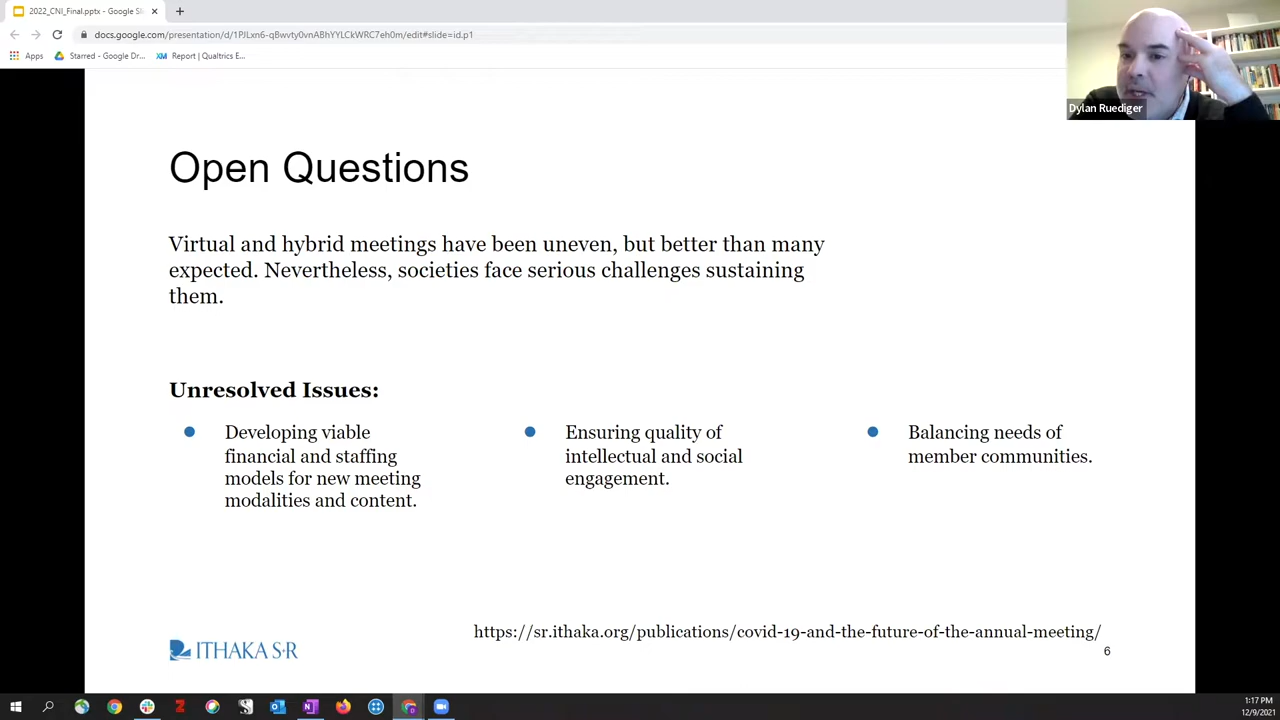 2022_CNI_Final.pptx - Google Sl
docs.google.com/presentation/d/1PJLxn6-qBwvty0vnABhYYLCkWRC7eh0m/edit#slide=id.p1
Apps
Starred - Google Dr...
Report | Qualtrics E...
Dylan Ruediger
Open Questions
Virtual and hybrid meetings have been uneven, but better than many
expected. Nevertheless, societies face serious challenges sustaining
them.
Unresolved Issues:
Developing viable
financial and staffing
models for new meeting
modalities and content.
Ensuring quality of
intellectual and social
engagement.
Balancing needs of
member communities.
https://sr.ithaka.org/publications/covid-19-and-the-future-of-the-annual-meeting/
ITHAKA S·R
6
1:17 PM
12/9/2021